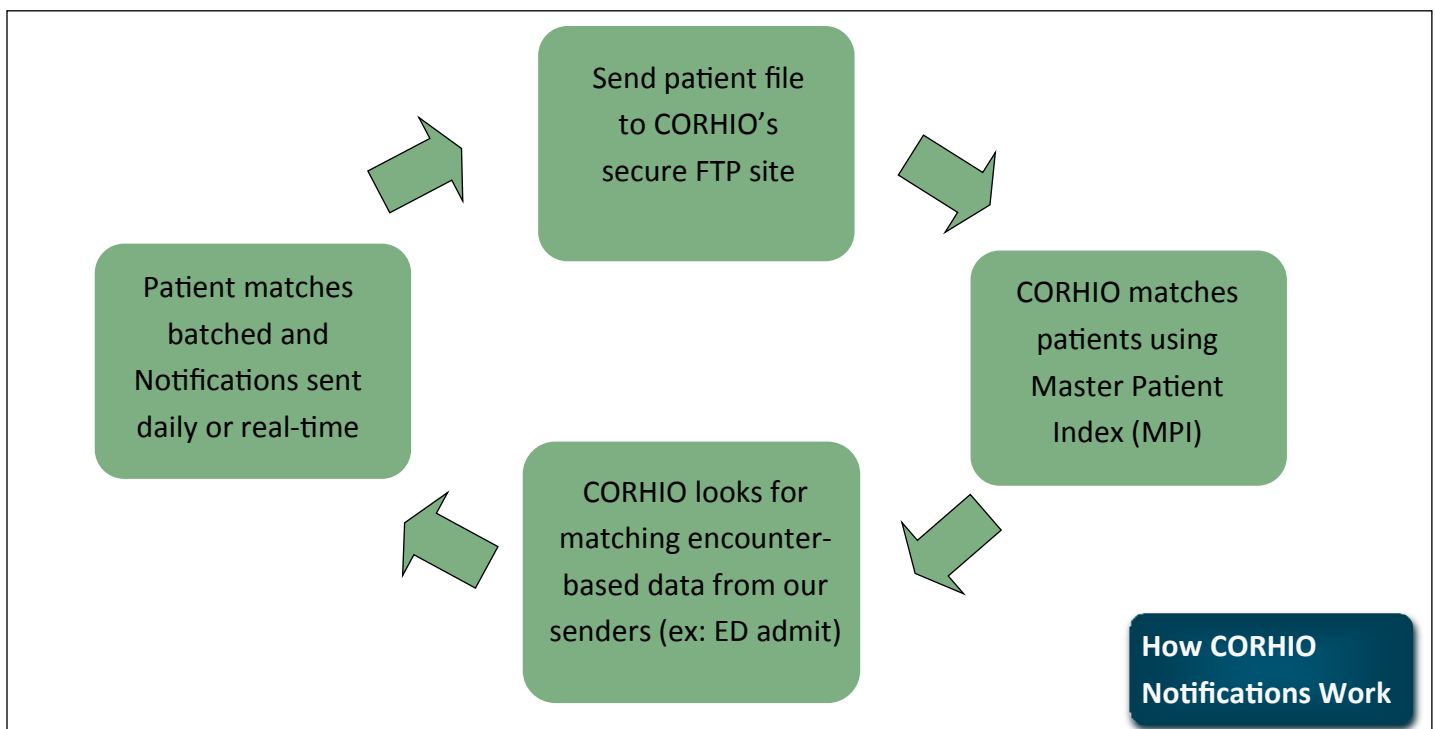 Send patient file
to CORHIO’s
secure FTP site
CORHIO matches
patients using
Master Patient
Index (MPI)
CORHIO looks for
matching encounter-
based data from our
senders (ex: ED admit)
Patient matches
batched and
Notifications sent
daily or real-time
How CORHIO
Notifications Work